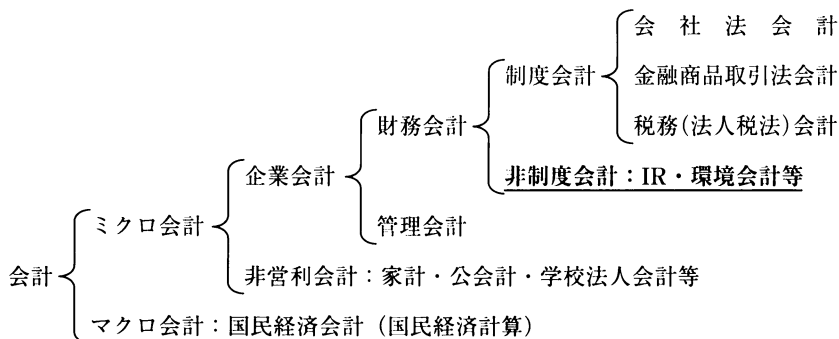 会社法会計
制度会計
金融商品取引法会計
財務会計
税務(法人税法)会計
企業会計
非制度会計：IR・環境会計等
ミクロ会計
管理会計
会計
非営利会計：家計・公会計・学校法人会計等
マクロ会計：国民経済会計（国民経済計算）